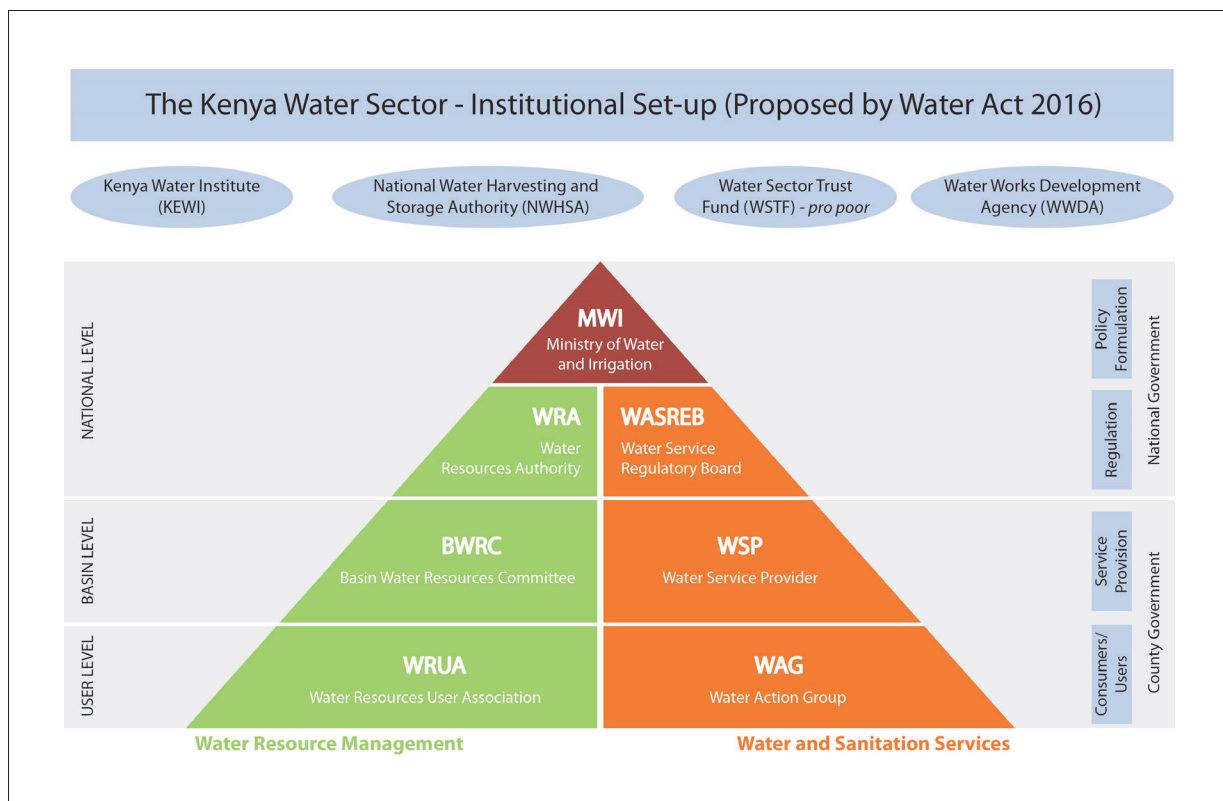 The Kenya Water Sector - Institutional Set-up (Proposed by Water Act 2016)
Kenya Water Institute
(KEWI)
National Water Harvesting and
Storage Authority (NWHSA)
Water Sector Trust
Fund (WSTF) - pro poor
Water Works Development
Agency (WWDA)
NATIONAL LEVEL
MWI
Ministry of Water
and Irrigation
Policy
Formulation
National Government
WRA
Water
Resources Authority
WASREB
Water Service
Regulatory Board
Regulation
BASIN LEVEL
BWRC
Basin Water Resources Committee
WSP
Water Service Provider
Service
Provision
County Government
USER LEVEL
WRUA
Water Resources User Association
WAG
Water Action Group
Consumers/
Users
Water Resource Management
Water and Sanitation Services